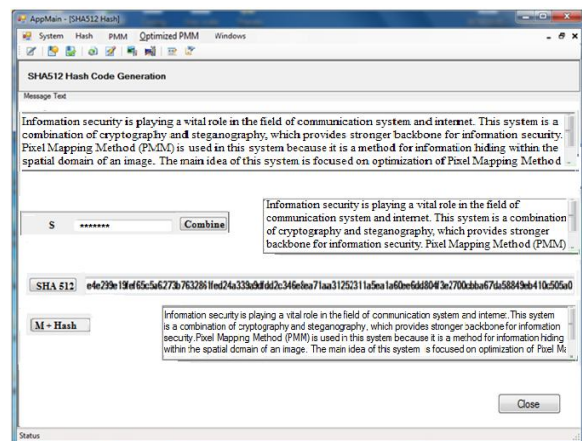 AppMain - [SHA512 Hash]
System Hash PMM Optimized PMM Windows
SHA512 Hash Code Generation
Message Text
Information security is playing a vital role in the field of communication system and internet. This system is a
combination of cryptography and steganography, which provides stronger backbone for information security.
Pixel Mapping Method (PMM) is used in this system because it is a method for information hiding within the
spatial domain of an image. The main idea of this system is focused on optimization of Pixel Mapping Method
S ******* Combine
Information security is playing a vital role in the field of
communication system and internet. This system is a combination
of cryptography and steganography, which provides stronger
backbone for information security. Pixel Mapping Method (PMM)
SHA 512
M + Hash
Information security is playing a vital role in the field of communication system and internet. This system
is a combination of cryptography and steganography, which provides stronger backbone for information
security.Pixel Mapping Method (PMM) is used in this system because it is a method for information hiding
within the spatial domain of an image. The main idea of this system is focused on optimization of Pixel Ma
Close
Status